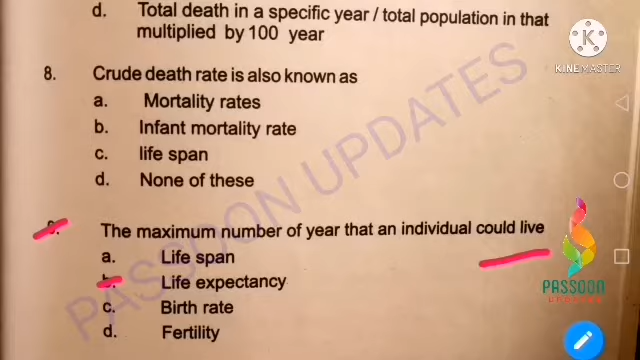 d. Total death in a specific year / total population in that
multiplied by 100 year
KINEMASTER
8. Crude death rate is also known as
a. Mortality rates
b. Infant mortality rate
c. life span
d. None of these
The maximum number of year that an individual could live
a. Life span
Life expectancy
c. Birth rate
d. Fertility
PASSOON UPDATES
PASSOON
UPDATES